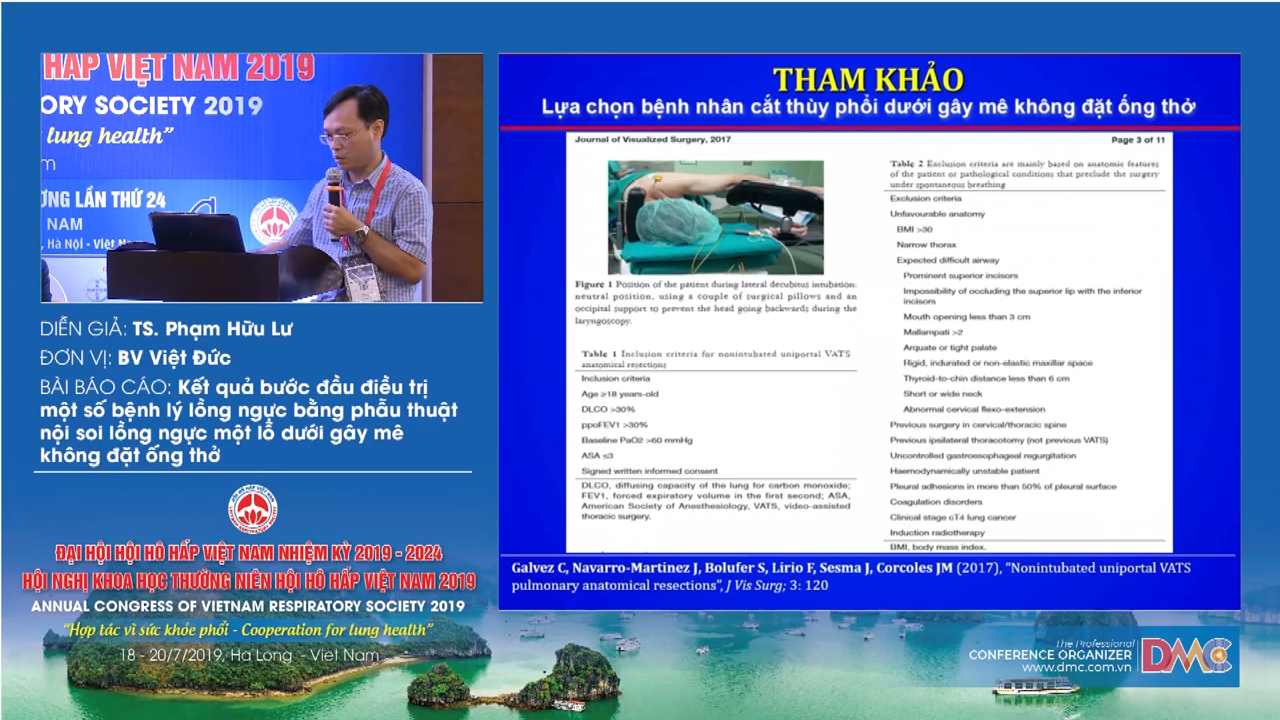 HẤP VIỆT NAM 2019
ORY SOCIETY 2019
lung health”
m
ƠNG LẦN THỨ 24
NAM
, Hà Nội - Việt Na
DIỄN GIẢ: TS. Phạm Hữu Lư
ĐƠN VỊ: BV Việt Đức
BÀI BÁO CÁO: Kết quả bước đầu điều trị
một số bệnh lý lồng ngực bằng phẫu thuật
nội soi lồng ngực một lỗ dưới gây mê
không đặt ống thở
ĐẠI HỘI HỘI HÔ HẤP VIỆT NAM NHIỆM KỲ 2019 - 2024
HỘI NGHỊ KHOA HỌC THƯỜNG NIÊN HỘI HÔ HẤP VIỆT NAM 2019
ANNUAL CONGRESS OF VIETNAM RESPIRATORY SOCIETY 2019
“Hợp tác vì sức khỏe phổi - Cooperation for lung health”
18 - 20/7/2019, Ha Long - Viet Nam
THAM KHẢO
Lựa chọn bệnh nhân cắt thùy phổi dưới gây mê không đặt ống thở
Journal of Visualized Surgery, 2017
Page 3 of 11
Figure 1 Position of the patient during lateral decubitus intubation:
neutral position, using a couple of surgical pillows and an
occipital support to prevent the head going backwards during the
laryngoscopy.
Table 1 Inclusion criteria for nonintubated uniportal VATS
anatomical resections
Inclusion criteria
Age ≥18 years-old
DLCO >30%
ppoFEV1 >30%
Baseline PaO2 >60 mmHg
ASA ≤3
Signed written informed consent
DLCO, diffusing capacity of the lung for carbon monoxide;
FEV1, forced expiratory volume in the first second; ASA,
American Society of Anesthesiology, VATS, video-assisted
thoracic surgery.
Table 2 Exclusion criteria are mainly based on anatomic features
of the patient or pathological conditions that preclude the surgery
under spontaneous breathing
Exclusion criteria
Unfavourable anatomy
BMI >30
Narrow thorax
Expected difficult airway
Prominent superior incisors
Impossibility of occluding the superior lip with the inferior
incisors
Mouth opening less than 3 cm
Mallampati >2
Arquate or tight palate
Rigid, indurated or non-elastic maxillar space
Thyroid-to-chin distance less than 6 cm
Short or wide neck
Abnormal cervical flexo-extension
Previous surgery in cervical/thoracic spine
Previous ipsilateral thoracotomy (not previous VATS)
Uncontrolled gastroesophageal regurgitation
Haemodynamically unstable patient
Pleural adhesions in more than 50% of pleural surface
Coagulation disorders
Clinical stage cT4 lung cancer
Induction radiotherapy
BMI, body mass index.
Galvez C, Navarro-Martinez J, Bolufer S, Lirio F, Sesma J, Corcoles JM (2017), “Nonintubated uniportal VATS
pulmonary anatomical resections”, J Vis Surg; 3: 120
The Professional
CONFERENCE ORGANIZER
www.dmc.com.vn
DMC